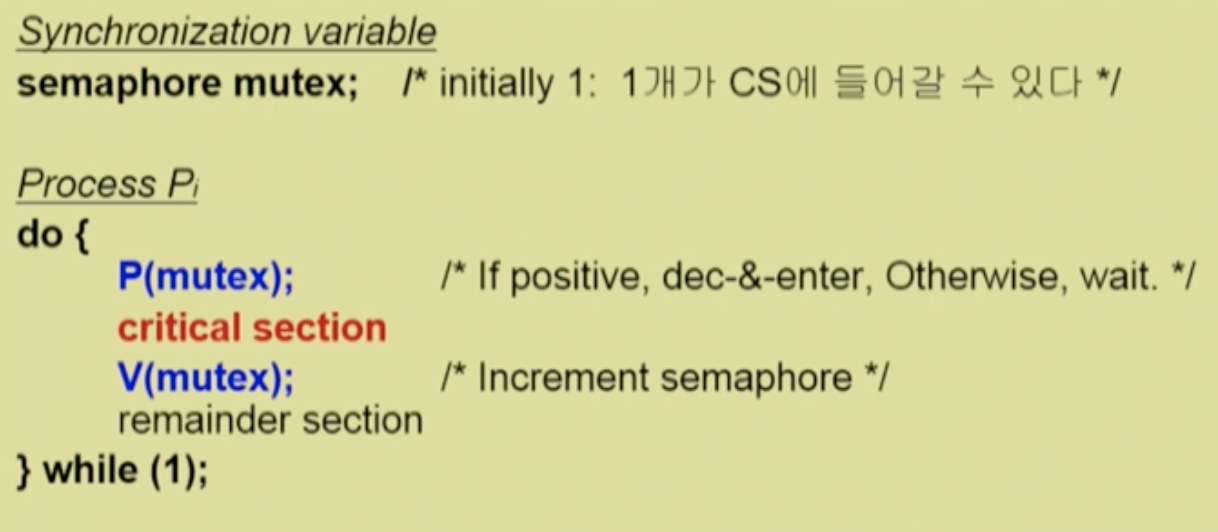 Synchronization variable
semaphore mutex; /* initially 1: 1개가 CS에 들어갈 수 있다 */
Process Pi
do {
P(mutex); /* If positive, dec-&-enter, Otherwise, wait. */
critical section
V(mutex); /* Increment semaphore */
remainder section
} while (1);